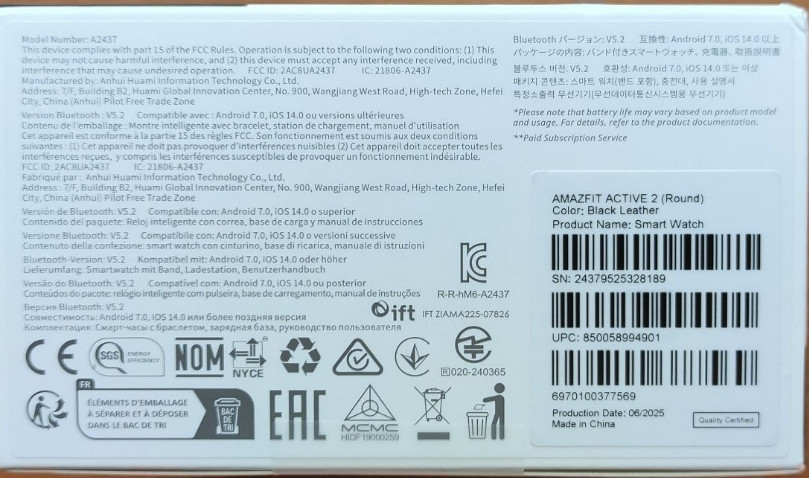 Model Number: A2437
This device complies with part 15 of the FCC Rules. Operation is subject to the following two conditions: (1) This
device may not cause harmful interference, and (2) this device must accept any interference received, including
interference that may cause undesired operation. FCC ID: 2AC8UA2437 IC: 21806-A2437
Manufactured by: Anhui Huami Information Technology Co., Ltd.
Address: 7/F, Building B2, Huami Global Innovation Center, No. 900, Wangjiang West Road, High-tech Zone, Hefei
City, China (Anhui) Pilot Free Trade Zone
Version Bluetooth : V5.2 Compatible avec : Android 7.0, iOS 14.0 ou versions ultérieures
Contenu de l'emballage : Montre intelligente avec bracelet, station de chargement, manuel d'utilisation
Cet appareil est conforme à la partie 15 des règles FCC. Son fonctionnement est soumis aux deux conditions
suivantes : (1) Cet appareil ne doit pas provoquer d'interférences nuisibles (2) Cet appareil doit accepter toutes les
interférences reçues, y compris les interférences susceptibles de provoquer un fonctionnement indésirable.
FCC ID: 2AC8UA2437 IC: 21806-A2437
Fabriqué par : Anhui Huami Information Technology Co., Ltd.
Address : 7/F, Building B2, Huami Global Innovation Center, No. 900, Wangjiang West Road, High-tech Zone, Hefei
City, China (Anhui) Pilot Free Trade Zone
Versión de Bluetooth: V5.2 Compatible con: Android 7.0, iOS 14.0 o superior
Contenido del paquete: Reloj inteligente con correa, base de carga y manual de instrucciones
Versione Bluetooth: V5.2 Compatibile con: Android 7.0, iOS 14.0 o versioni successive
Contenuto della confezione: smart watch con cinturino, base di ricarica, manuale di istruzioni
Bluetooth-Version: V5.2 Kompatibel mit: Android 7.0, iOS 14.0 oder höher
Lieferumfang: Smartwatch mit Band, Ladestation, Benutzerhandbuch
Versão do Bluetooth: V5.2 Compatível com: Android 7.0, iOS 14.0 ou posterior
Conteúdos do pacote: relógio inteligente com pulseira, base de carregamento, manual de instruções
Версия Bluetooth: V5.2
Совместимость: Android 7.0, iOS 14.0 или более поздняя версия
Комплектация: Смарт-часы с браслетом, зарядная база, руководство пользователя
R-R-hM6-A2437
ift IFT ZIAMA225-07826
CE SGS ENERGY EFFICIENCY NOM NYCE
R 020-240365
FR
ÉLÉMENTS D'EMBALLAGE
À SÉPARER ET À DÉPOSER
DANS LE BAC DE TRI
BAC DE TRI
EAC
MCMC
HIDF19000259
Bluetooth バージョン: V5.2 互換性: Android 7.0, iOS 14.0 以上
パッケージの内容: バンド付きスマートウォッチ、充電器、取扱説明書
블루투스 버전: V5.2 호환성: Android 7.0, iOS 14.0 또는 이상
패키지 콘텐츠: 스마트 워치(밴드 포함), 충전대, 사용 설명서
특정소출력 무선기기(무선데이터통신시스템용 무선기기)
*Please note that battery life may vary based on product model
and usage. For details, refer to the product documentation.
**Paid Subscription Service
AMAZFIT ACTIVE 2 (Round)
Color: Black Leather
Product Name: Smart Watch
SN: 24379525328189
UPC: 850058994901
6970100377569
Production Date: 06/2025
Made in China
Quality Certified